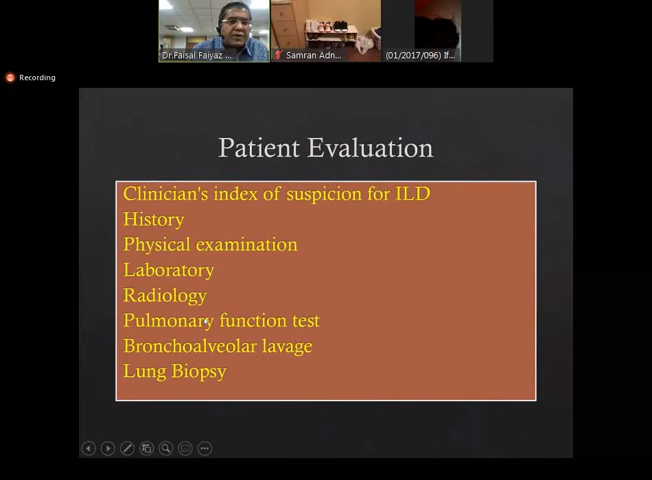 Dr.Faisal Faiyaz ...
Samran Adn...
(01/2017/096) If...
Recording
Patient Evaluation
Clinician's index of suspicion for ILD
History
Physical examination
Laboratory
Radiology
Pulmonary function test
Bronchoalveolar lavage
Lung Biopsy